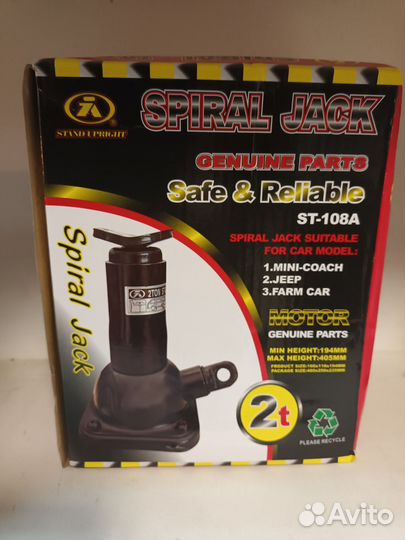 STAND UPRIGHT
SPIRAL JACK
GENUINE PARTS
Safe & Reliable
ST-108A
SPIRAL JACK SUITABLE
FOR CAR MODEL:
1.MINI-COACH
2.JEEP
3.FARM CAR
Spiral Jack
2TON
MOTOR
GENUINE PARTS
MIN HEIGHT:194MM
MAX HEIGHT:405MM
2t
PLEASE RECYCLE
Avito